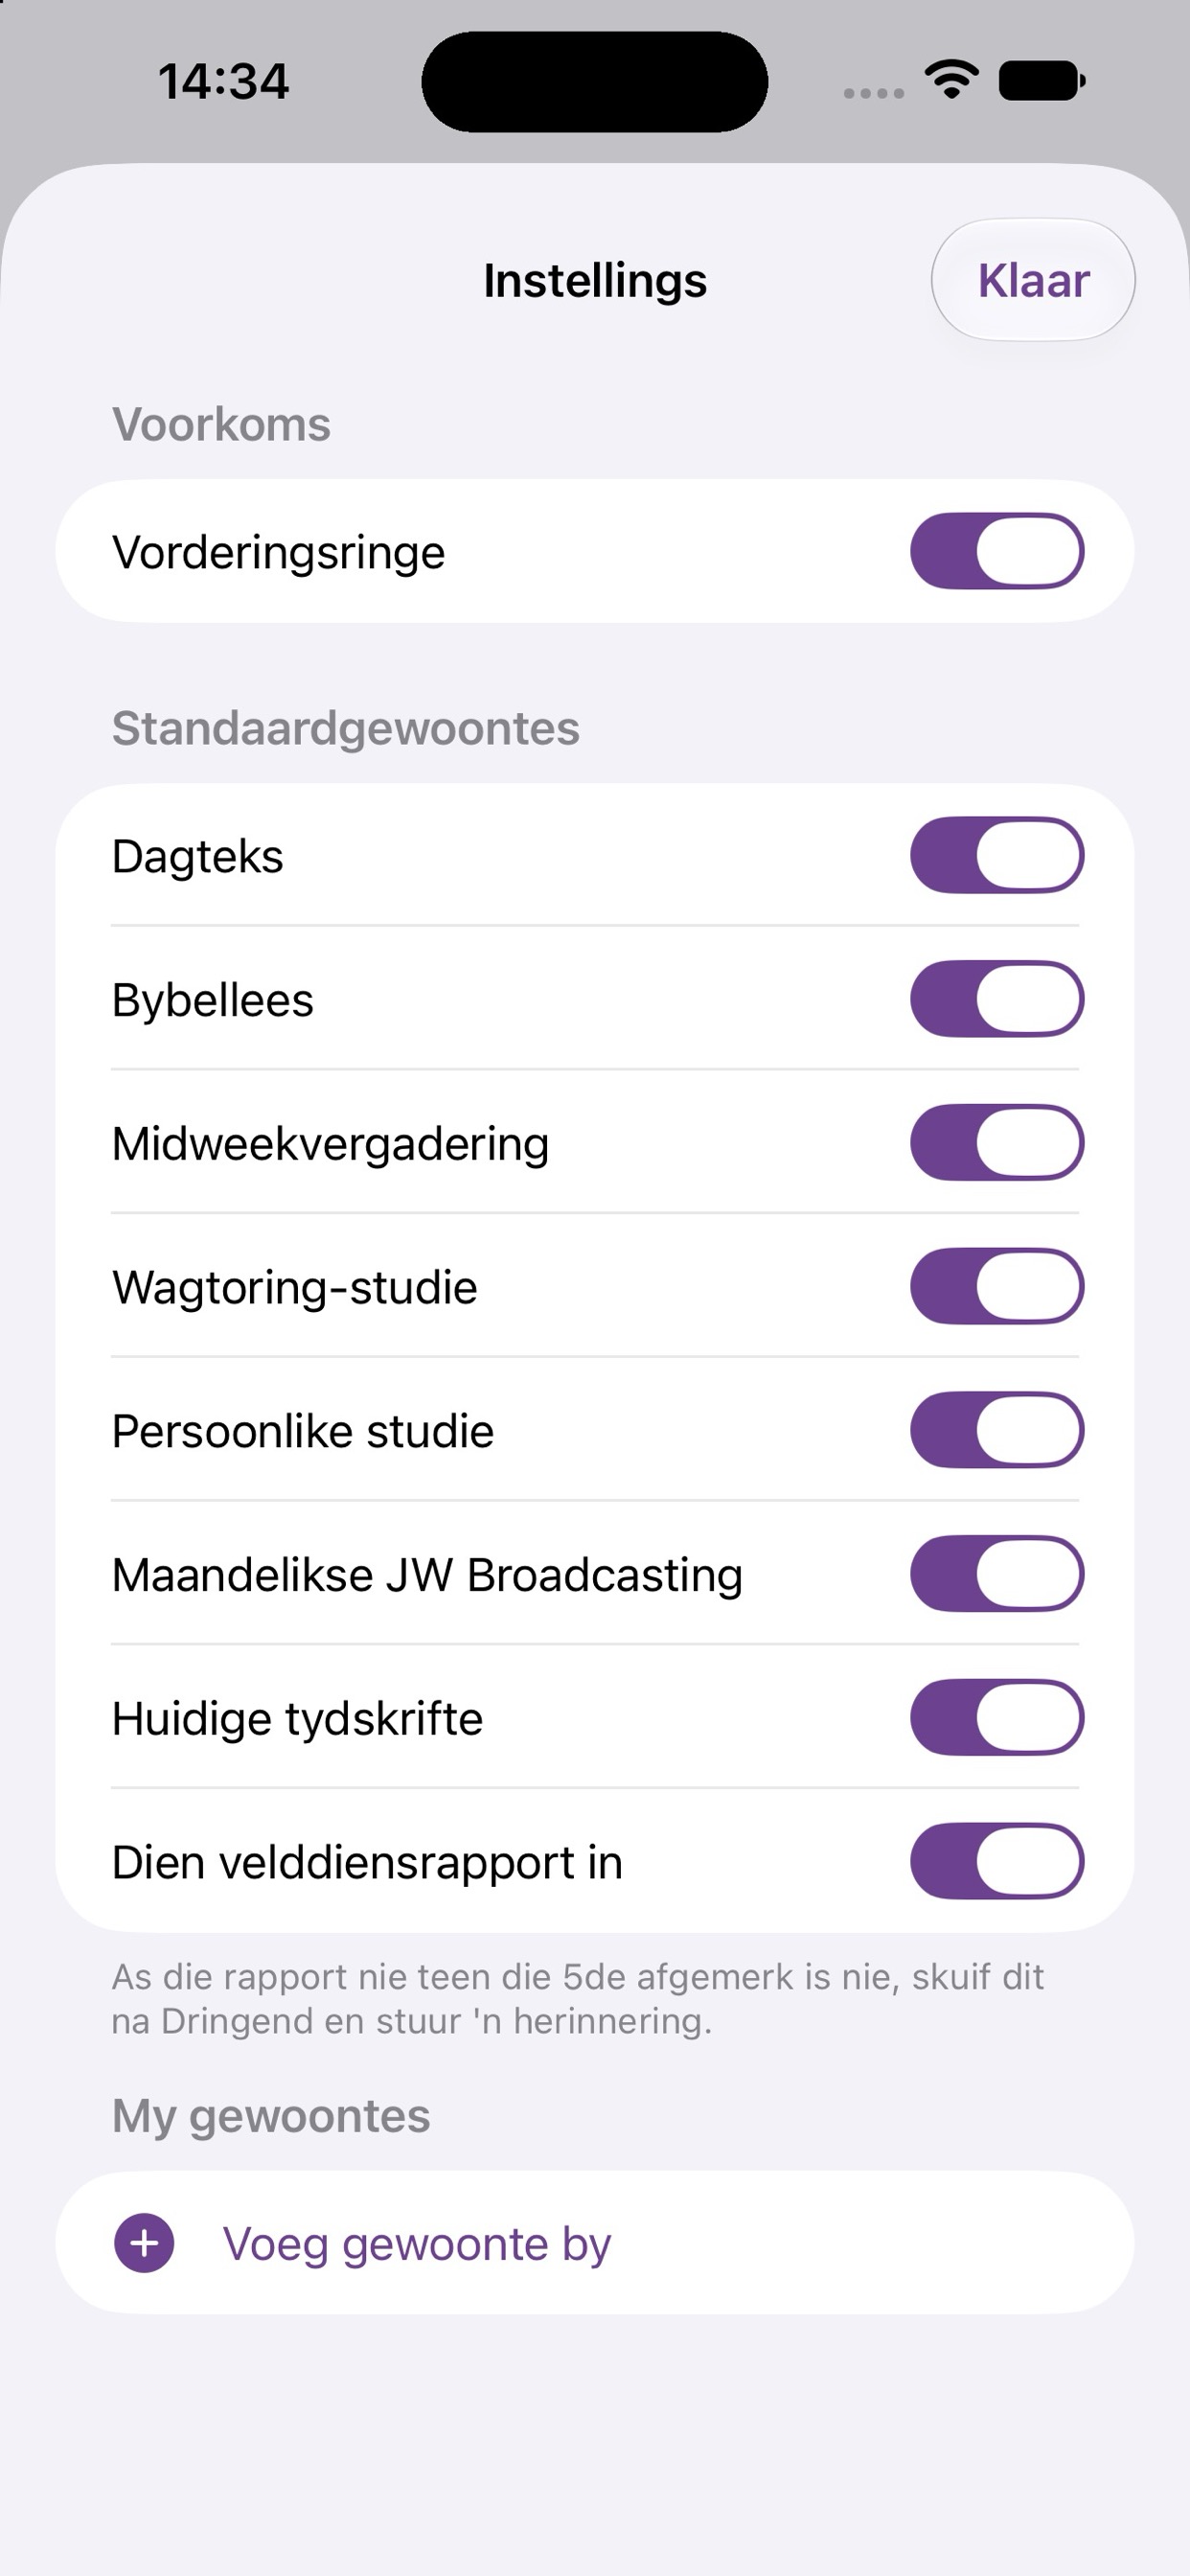 14:34
Instellings
Klaar
Voorkoms
Vorderingsringe
Standaardgewoontes
Dagteks
Bybellees
Midweekvergadering
Wagtoring-studie
Persoonlike studie
Maandelikse JW Broadcasting
Huidige tydskrifte
Dien velddiensrapport in
As die rapport nie teen die 5de afgemerk is nie, skuif dit
na Dringend en stuur 'n herinnering.
My gewoontes
Voeg gewoonte by